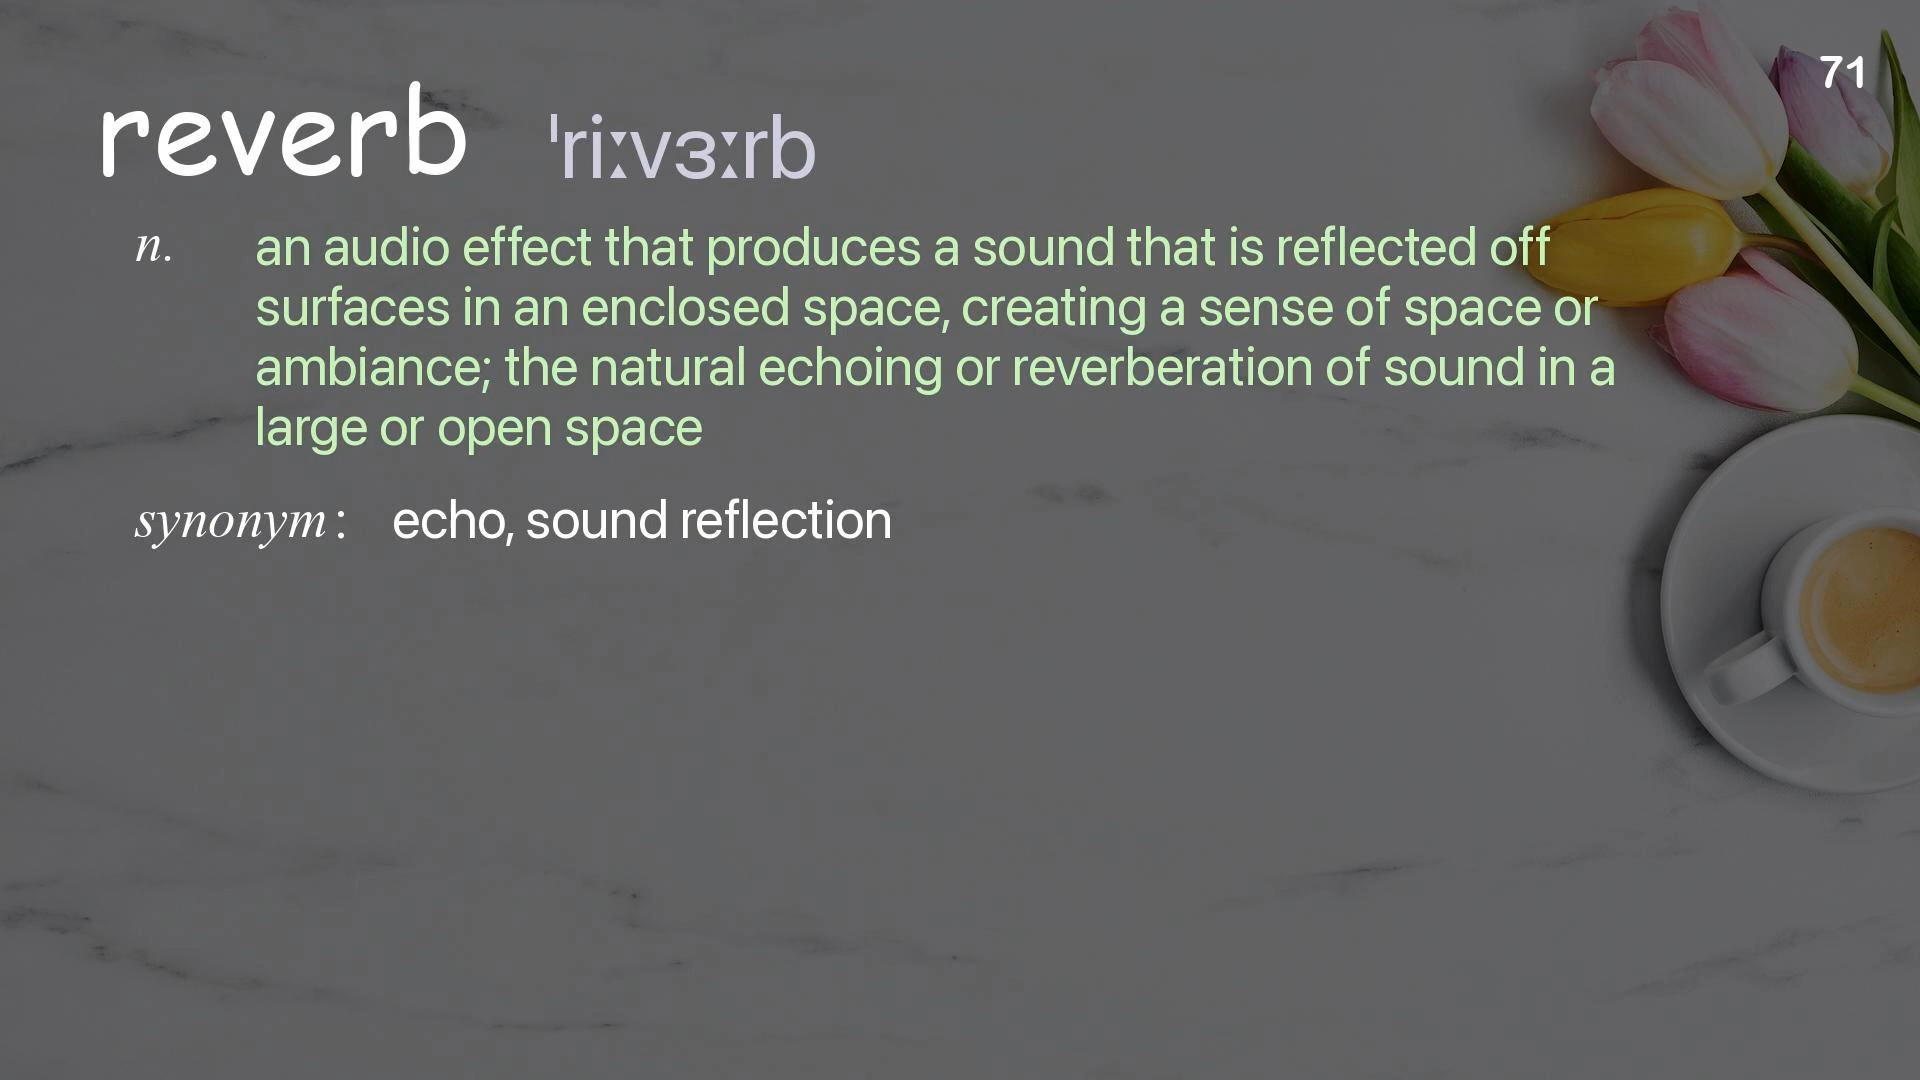 71
reverb ˈriːvɜːrb
n. an audio effect that produces a sound that is reflected off
surfaces in an enclosed space, creating a sense of space or
ambiance; the natural echoing or reverberation of sound in a
large or open space
synonym: echo, sound reflection